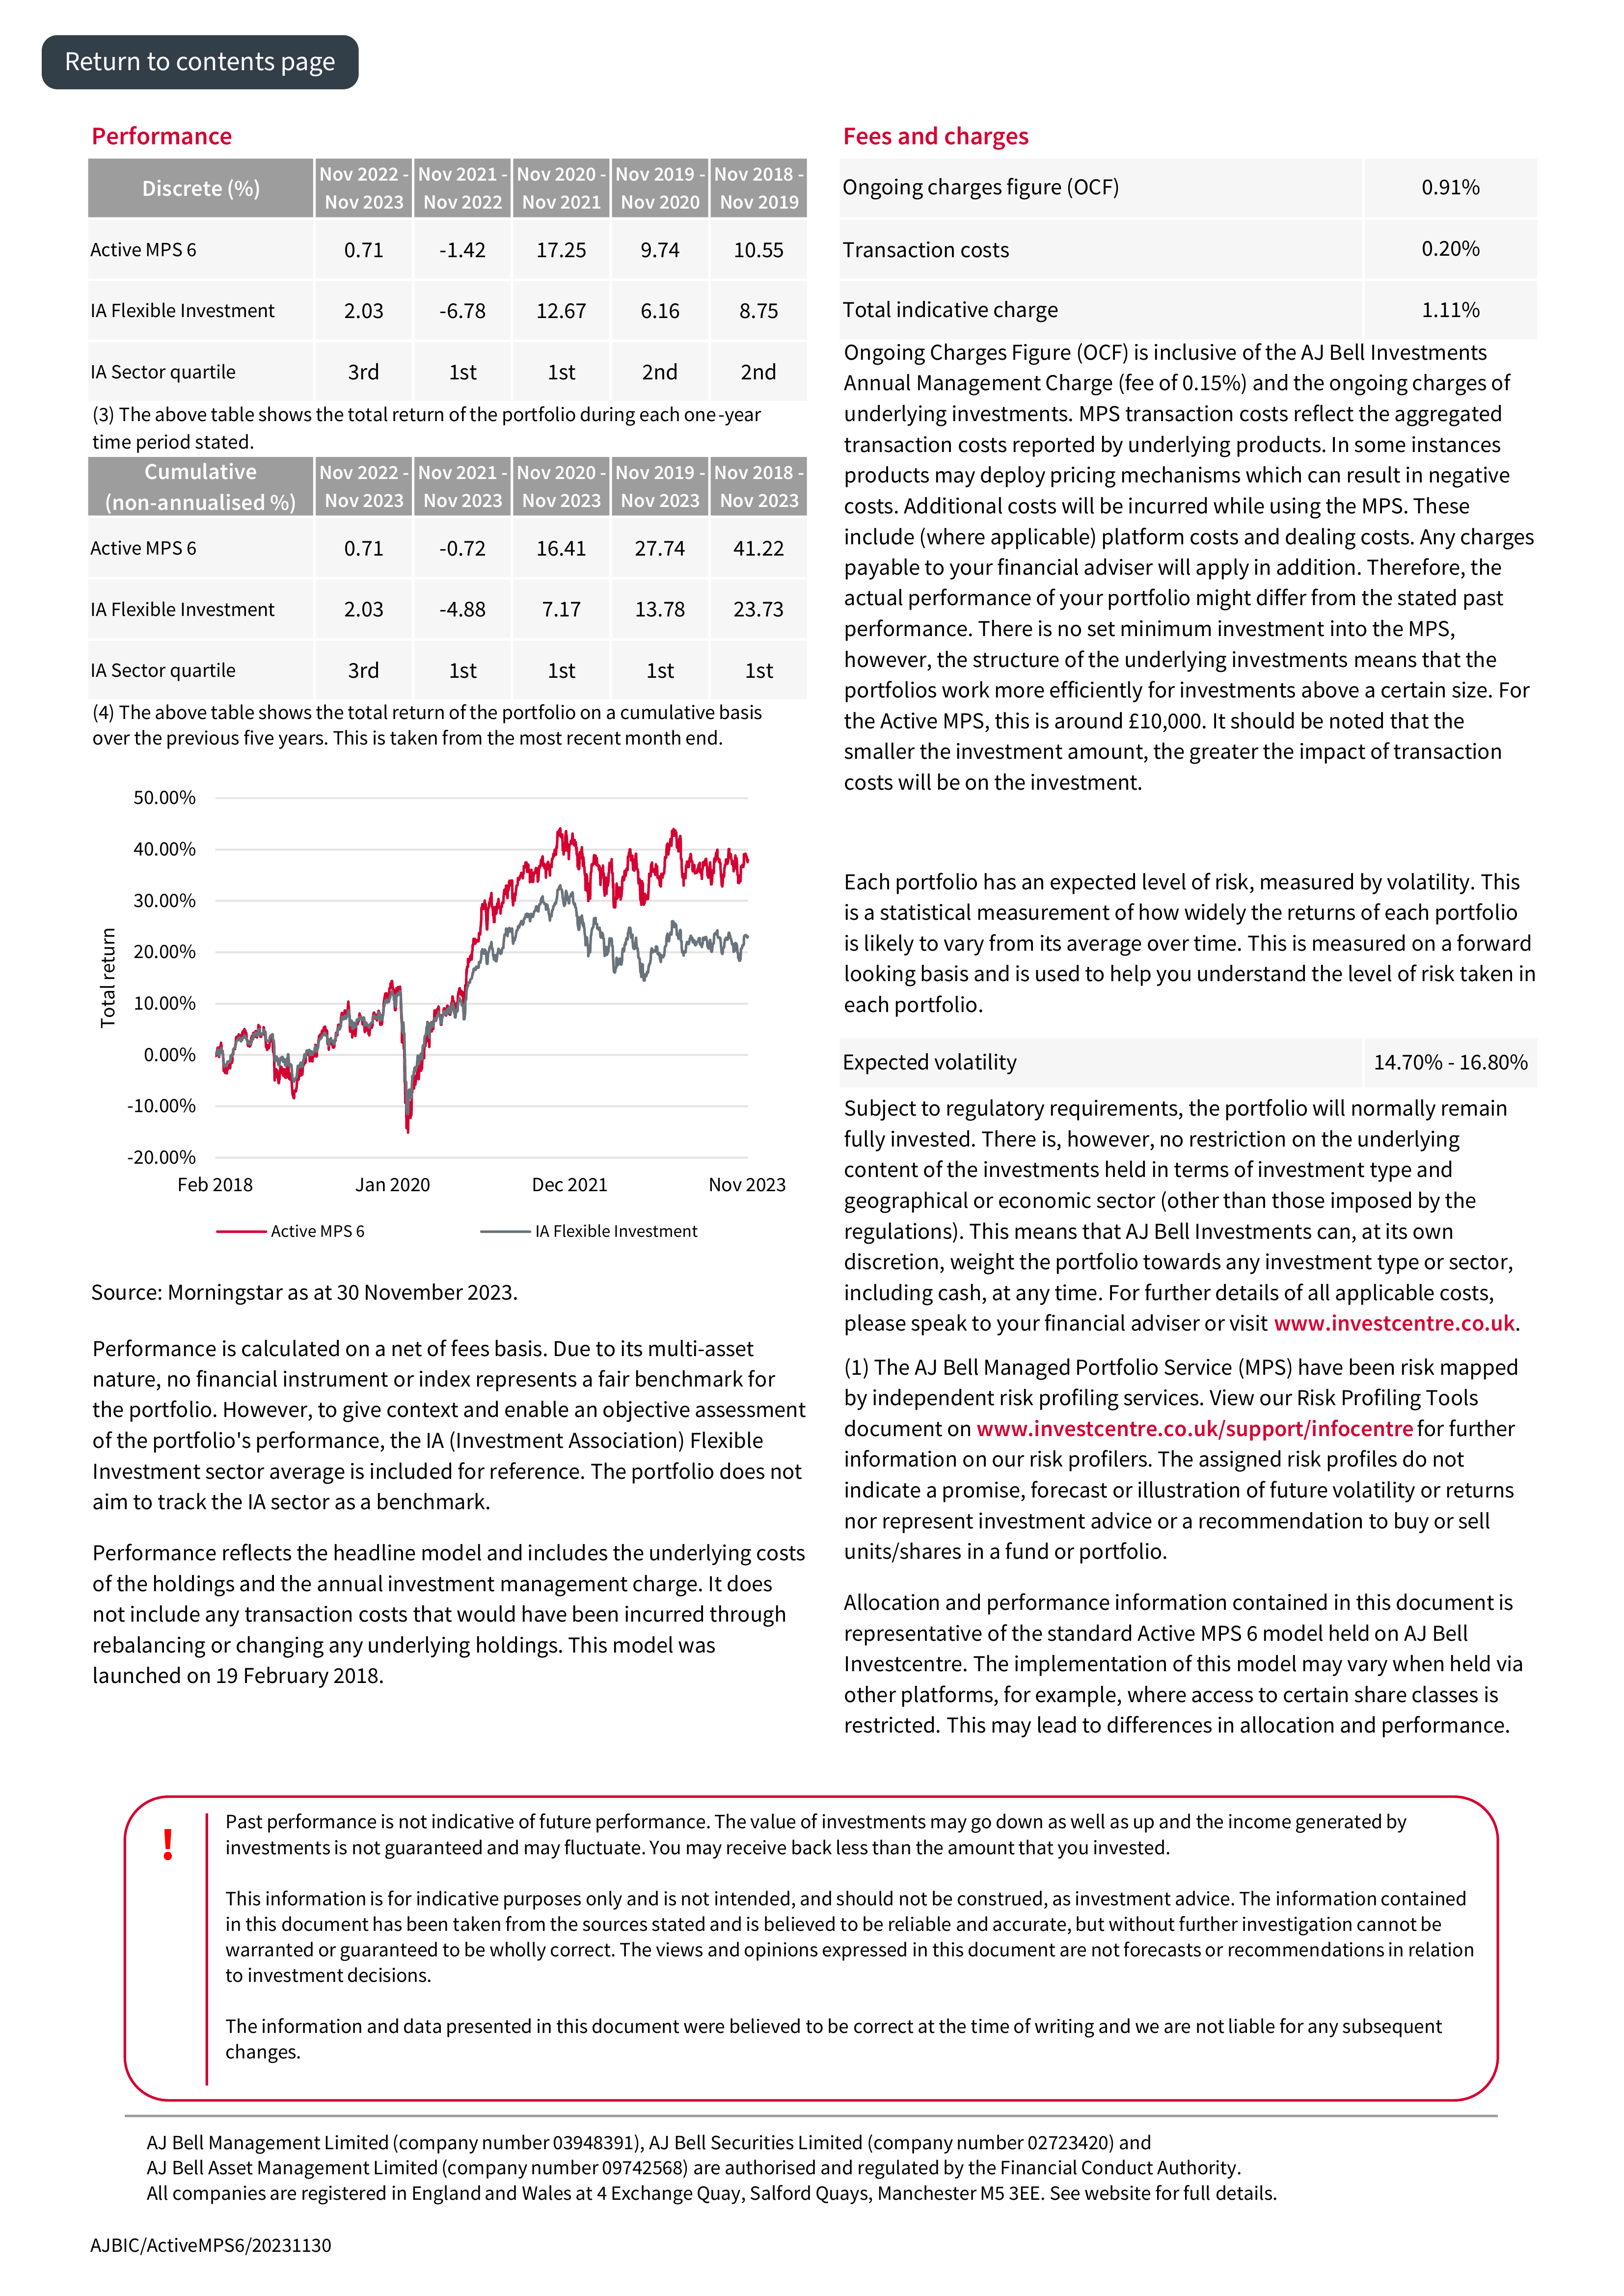 Return to contents page
Performance
Discrete (%) Nov 2022 - Nov 2023 Nov 2021 - Nov 2022 Nov 2020 - Nov 2021 Nov 2019 - Nov 2020 Nov 2018 - Nov 2019
Active MPS 6 0.71 -1.42 17.25 9.74 10.55
IA Flexible Investment 2.03 -6.78 12.67 6.16 8.75
IA Sector quartile 3rd 1st 1st 2nd 2nd
(3) The above table shows the total return of the portfolio during each one-year
time period stated.
Cumulative (non-annualised %) Nov 2022 - Nov 2023 Nov 2021 - Nov 2023 Nov 2020 - Nov 2023 Nov 2019 - Nov 2023 Nov 2018 - Nov 2023
Active MPS 6 0.71 -0.72 16.41 27.74 41.22
IA Flexible Investment 2.03 -4.88 7.17 13.78 23.73
IA Sector quartile 3rd 1st 1st 1st 1st
(4) The above table shows the total return of the portfolio on a cumulative basis
over the previous five years. This is taken from the most recent month end.
Total return
50.00%
40.00%
30.00%
20.00%
10.00%
0.00%
-10.00%
-20.00%
Feb 2018 Jan 2020 Dec 2021 Nov 2023
Active MPS 6 IA Flexible Investment
Source: Morningstar as at 30 November 2023.
Performance is calculated on a net of fees basis. Due to its multi-asset
nature, no financial instrument or index represents a fair benchmark for
the portfolio. However, to give context and enable an objective assessment
of the portfolio's performance, the IA (Investment Association) Flexible
Investment sector average is included for reference. The portfolio does not
aim to track the IA sector as a benchmark.
Performance reflects the headline model and includes the underlying costs
of the holdings and the annual investment management charge. It does
not include any transaction costs that would have been incurred through
rebalancing or changing any underlying holdings. This model was
launched on 19 February 2018.
Fees and charges
Ongoing charges figure (OCF) 0.91%
Transaction costs 0.20%
Total indicative charge 1.11%
Ongoing Charges Figure (OCF) is inclusive of the AJ Bell Investments
Annual Management Charge (fee of 0.15%) and the ongoing charges of
underlying investments. MPS transaction costs reflect the aggregated
transaction costs reported by underlying products. In some instances
products may deploy pricing mechanisms which can result in negative
costs. Additional costs will be incurred while using the MPS. These
include (where applicable) platform costs and dealing costs. Any charges
payable to your financial adviser will apply in addition. Therefore, the
actual performance of your portfolio might differ from the stated past
performance. There is no set minimum investment into the MPS,
however, the structure of the underlying investments means that the
portfolios work more efficiently for investments above a certain size. For
the Active MPS, this is around £10,000. It should be noted that the
smaller the investment amount, the greater the impact of transaction
costs will be on the investment.
Each portfolio has an expected level of risk, measured by volatility. This
is a statistical measurement of how widely the returns of each portfolio
is likely to vary from its average over time. This is measured on a forward
looking basis and is used to help you understand the level of risk taken in
each portfolio.
Expected volatility 14.70% - 16.80%
Subject to regulatory requirements, the portfolio will normally remain
fully invested. There is, however, no restriction on the underlying
content of the investments held in terms of investment type and
geographical or economic sector (other than those imposed by the
regulations). This means that AJ Bell Investments can, at its own
discretion, weight the portfolio towards any investment type or sector,
including cash, at any time. For further details of all applicable costs,
please speak to your financial adviser or visit www.investcentre.co.uk.
(1) The AJ Bell Managed Portfolio Service (MPS) have been risk mapped
by independent risk profiling services. View our Risk Profiling Tools
document on www.investcentre.co.uk/support/infocentre for further
information on our risk profilers. The assigned risk profiles do not
indicate a promise, forecast or illustration of future volatility or returns
nor represent investment advice or a recommendation to buy or sell
units/shares in a fund or portfolio.
Allocation and performance information contained in this document is
representative of the standard Active MPS 6 model held on AJ Bell
Investcentre. The implementation of this model may vary when held via
other platforms, for example, where access to certain share classes is
restricted. This may lead to differences in allocation and performance.
!
Past performance is not indicative of future performance. The value of investments may go down as well as up and the income generated by
investments is not guaranteed and may fluctuate. You may receive back less than the amount that you invested.
This information is for indicative purposes only and is not intended, and should not be construed, as investment advice. The information contained
in this document has been taken from the sources stated and is believed to be reliable and accurate, but without further investigation cannot be
warranted or guaranteed to be wholly correct. The views and opinions expressed in this document are not forecasts or recommendations in relation
to investment decisions.
The information and data presented in this document were believed to be correct at the time of writing and we are not liable for any subsequent
changes.
AJ Bell Management Limited (company number 03948391), AJ Bell Securities Limited (company number 02723420) and
AJ Bell Asset Management Limited (company number 09742568) are authorised and regulated by the Financial Conduct Authority.
All companies are registered in England and Wales at 4 Exchange Quay, Salford Quays, Manchester M5 3EE. See website for full details.
AJBIC/ActiveMPS6/20231130